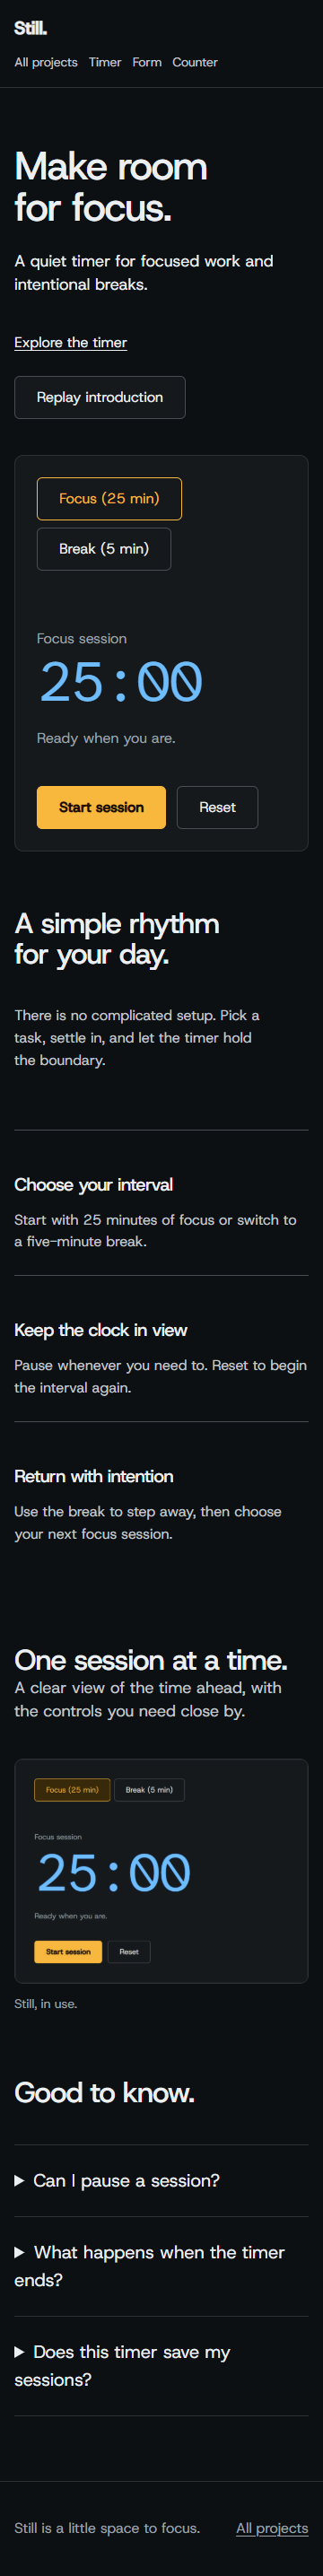 Still.
All projects Timer Form Counter
Make room
for focus.
A quiet timer for focused work and
intentional breaks.
Explore the timer
Replay introduction
Focus (25 min)
Break (5 min)
Focus session
25:00
Ready when you are.
Start session Reset
A simple rhythm
for your day.
There is no complicated setup. Pick a
task, settle in, and let the timer hold
the boundary.
Choose your interval
Start with 25 minutes of focus or switch to
a five-minute break.
Keep the clock in view
Pause whenever you need to. Reset to begin
the interval again.
Return with intention
Use the break to step away, then choose
your next focus session.
One session at a time.
A clear view of the time ahead, with
the controls you need close by.
Focus (25 min) Break (5 min)
Focus session
25:00
Ready when you are.
Start session Reset
Still, in use.
Good to know.
Can I pause a session?
What happens when the timer
ends?
Does this timer save my
sessions?
Still is a little space to focus. All projects